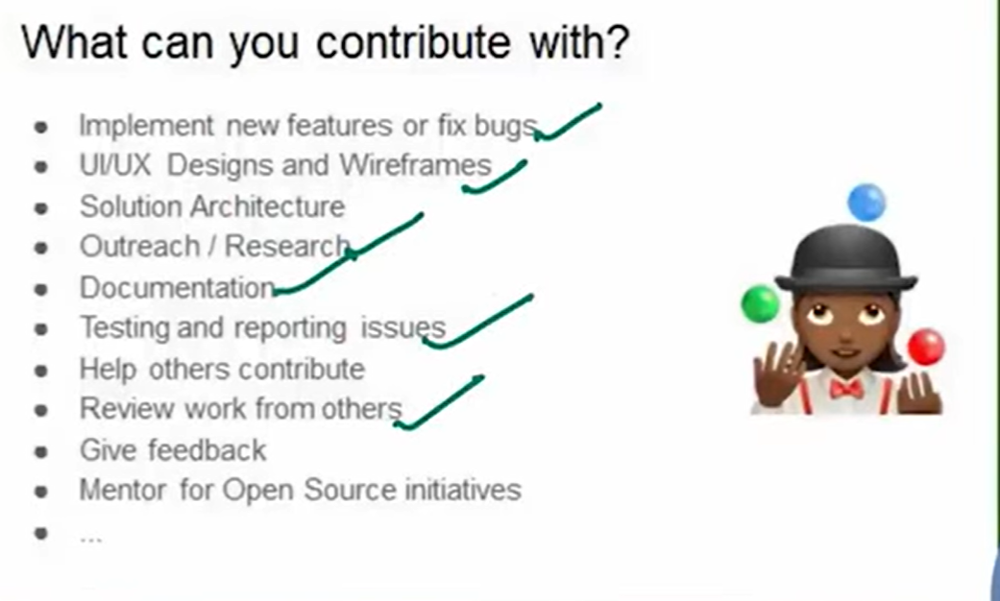 What can you contribute with?
• Implement new features or fix bugs
• UI/UX Designs and Wireframes
• Solution Architecture
• Outreach / Research
• Documentation
• Testing and reporting issues
• Help others contribute
• Review work from others
• Give feedback
• Mentor for Open Source initiatives
• ...